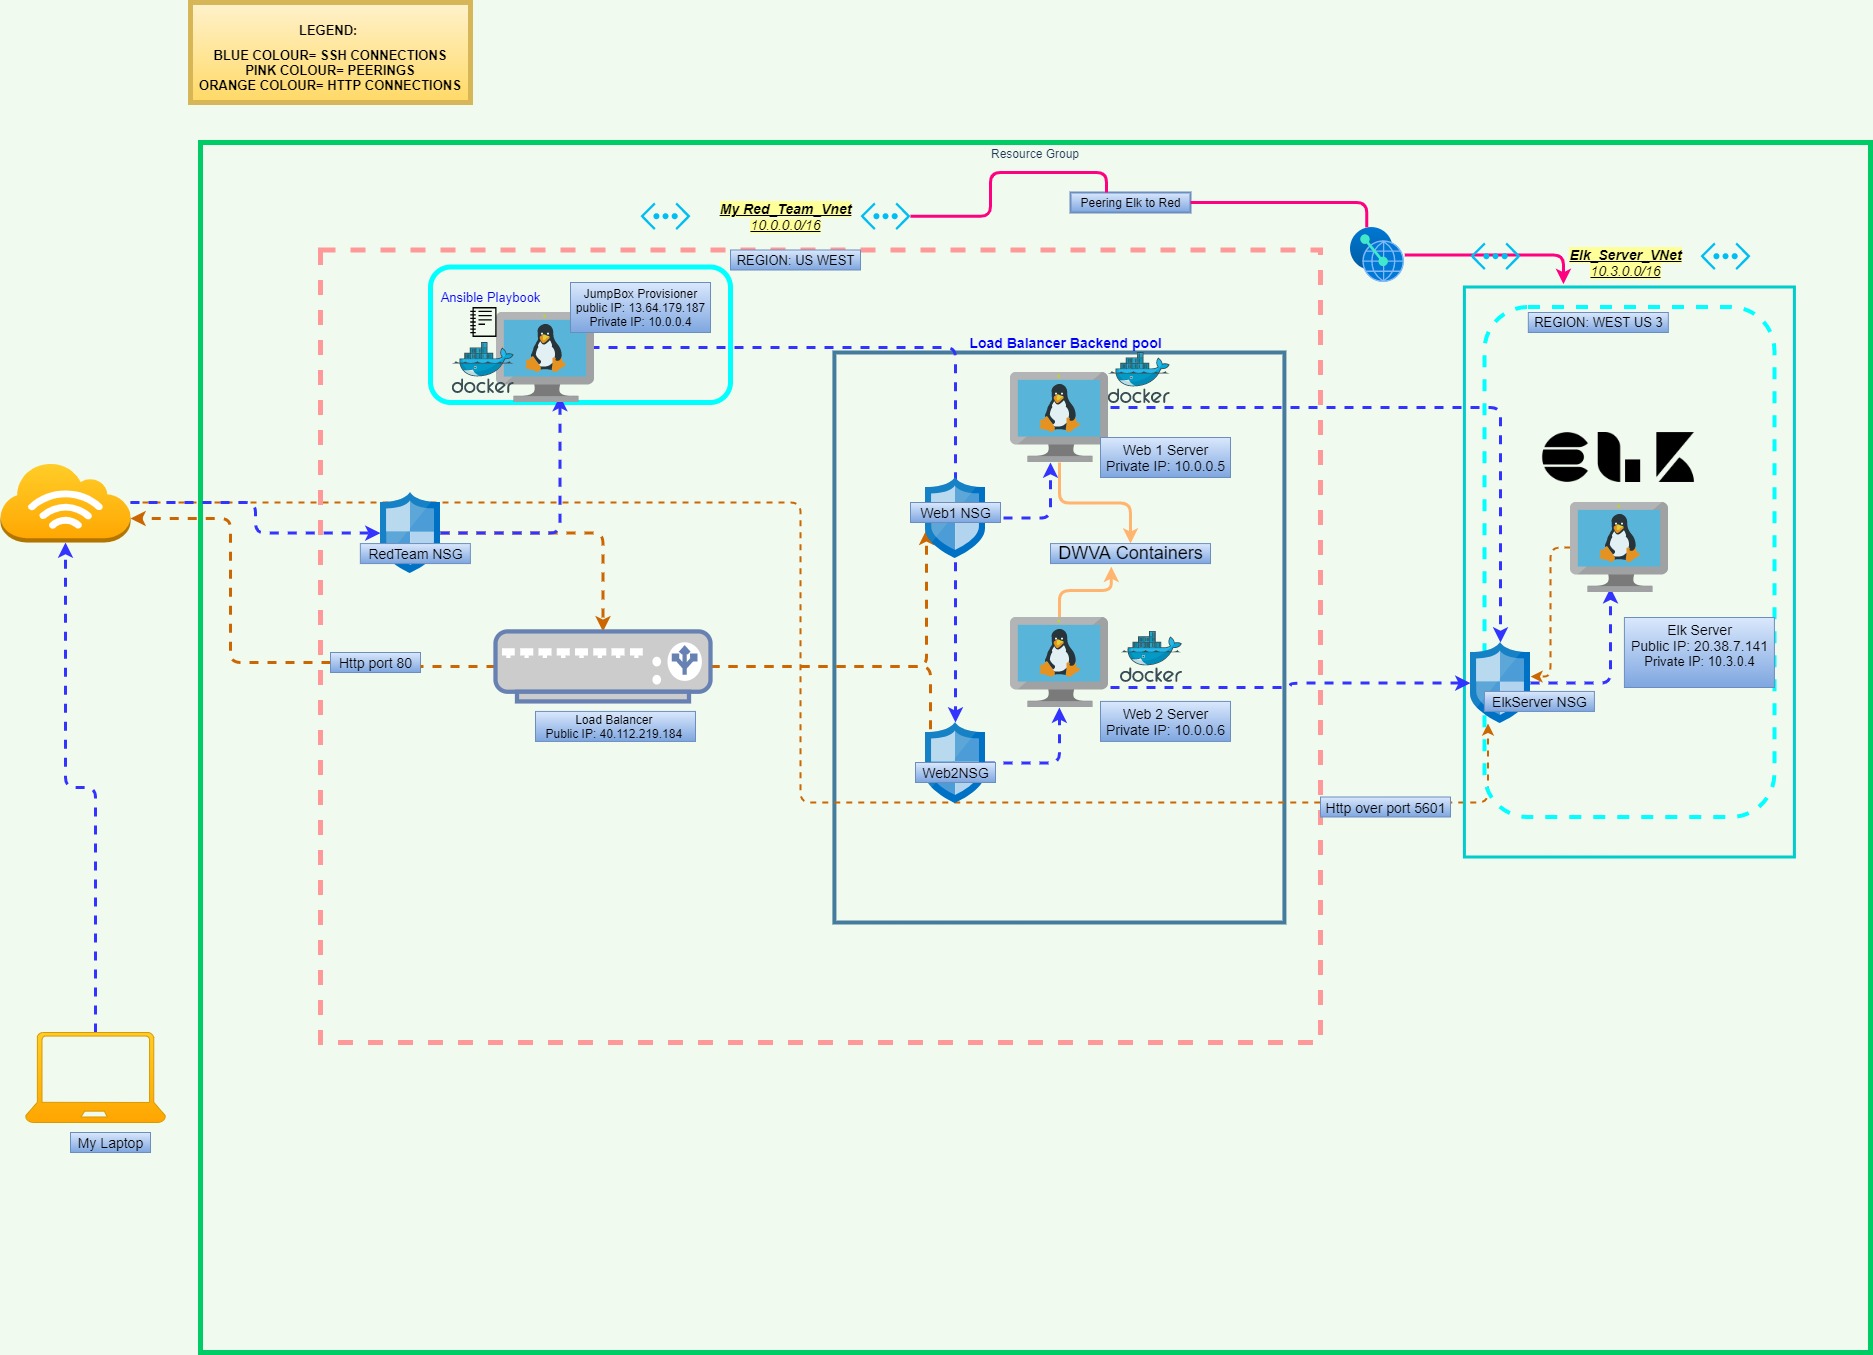 LEGEND:
BLUE COLOUR= SSH CONNECTIONS
PINK COLOUR= PEERINGS
ORANGE COLOUR= HTTP CONNECTIONS
Resource Group
My Red_Team_Vnet
10.0.0.0/16
Peering Elk to Red
Elk_Server_VNet
10.3.0.0/16
REGION: US WEST
REGION: WEST US 3
Ansible Playbook
JumpBox Provisioner
public IP: 13.64.179.187
Private IP: 10.0.0.4
docker
Load Balancer Backend pool
docker
Web 1 Server
Private IP: 10.0.0.5
ELK
Web1 NSG
RedTeam NSG
DWVA Containers
Elk Server
Public IP: 20.38.7.141
Private IP: 10.3.0.4
Http port 80
docker
ElkServer NSG
Load Balancer
Public IP: 40.112.219.184
Web 2 Server
Private IP: 10.0.0.6
Web2NSG
Http over port 5601
My Laptop